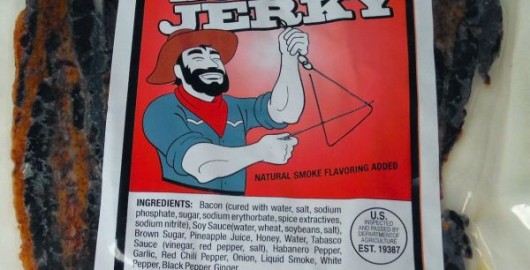 JERKY
NATURAL SMOKE FLAVORING ADDED
INGREDIENTS: Bacon (cured with water, salt, sodium
phosphate, sugar, sodium erythorbate, spice extractives,
sodium nitrite), Soy Sauce(water, wheat, soybeans, salt),
Brown Sugar, Pineapple Juice, Honey, Water, Tabasco
Sauce (vinegar, red pepper, salt), Habanero Pepper,
Garlic, Red Chili Pepper, Onion, Liquid Smoke, White
Pepper, Black Pepper, Ginger
U.S.
INSPECTED
AND PASSED BY
DEPARTMENT OF
AGRICULTURE
EST. 19387